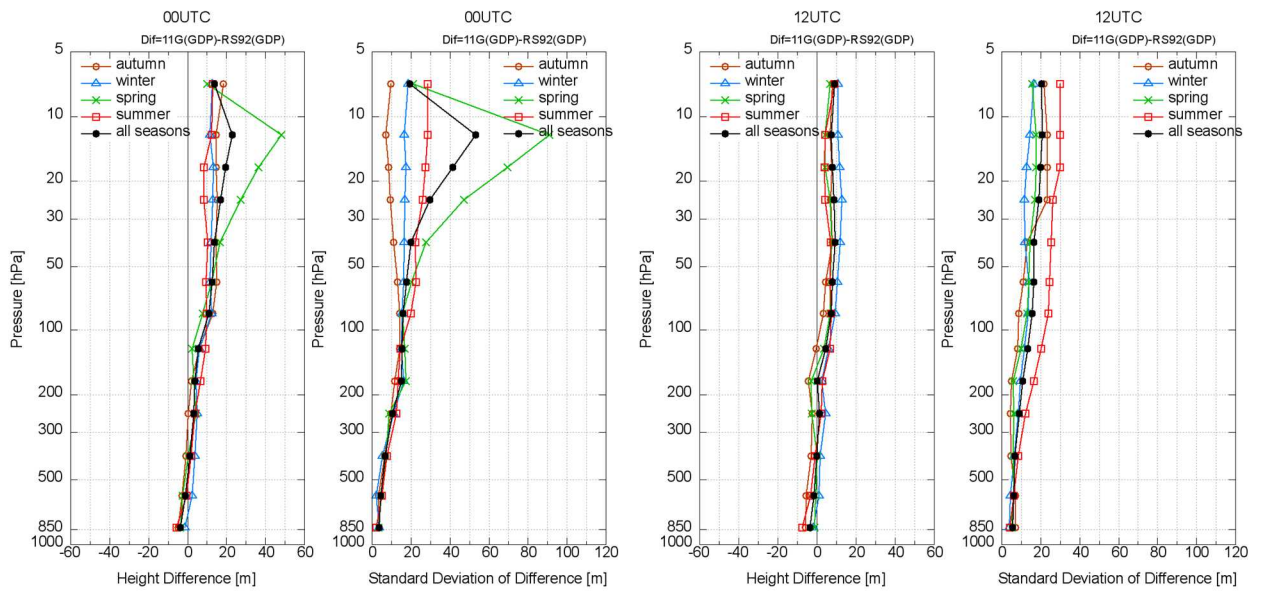 00UTC
Dif=11G(GDP)-RS92(GDP)
5
10
20
30
50
100
200
300
500
850
1000
Pressure [hPa]
autumn
winter
spring
summer
all seasons
-60 -40 -20 0 20 40 60
Height Difference [m]
00UTC
Dif=11G(GDP)-RS92(GDP)
5
10
20
30
50
100
200
300
500
850
1000
Pressure [hPa]
autumn
winter
spring
summer
all seasons
0 20 40 60 80 100 120
Standard Deviation of Difference [m]
12UTC
Dif=11G(GDP)-RS92(GDP)
5
10
20
30
50
100
200
300
500
850
1000
Pressure [hPa]
autumn
winter
spring
summer
all seasons
-60 -40 -20 0 20 40 60
Height Difference [m]
12UTC
Dif=11G(GDP)-RS92(GDP)
5
10
20
30
50
100
200
300
500
850
1000
Pressure [hPa]
autumn
winter
spring
summer
all seasons
0 20 40 60 80 100 120
Standard Deviation of Difference [m]